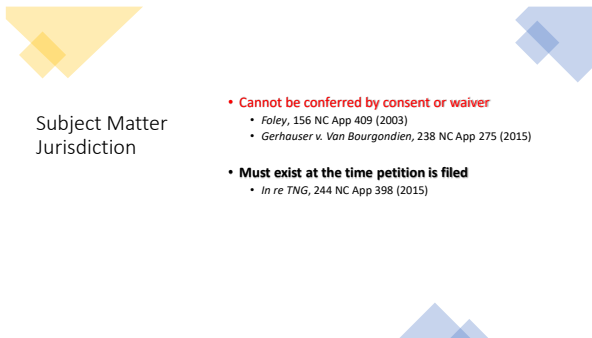 Subject Matter
Jurisdiction
• Cannot be conferred by consent or waiver
• Foley, 156 NC App 409 (2003)
• Gerhauser v. Van Bourgondien, 238 NC App 275 (2015)
• Must exist at the time petition is filed
• In re TNG, 244 NC App 398 (2015)